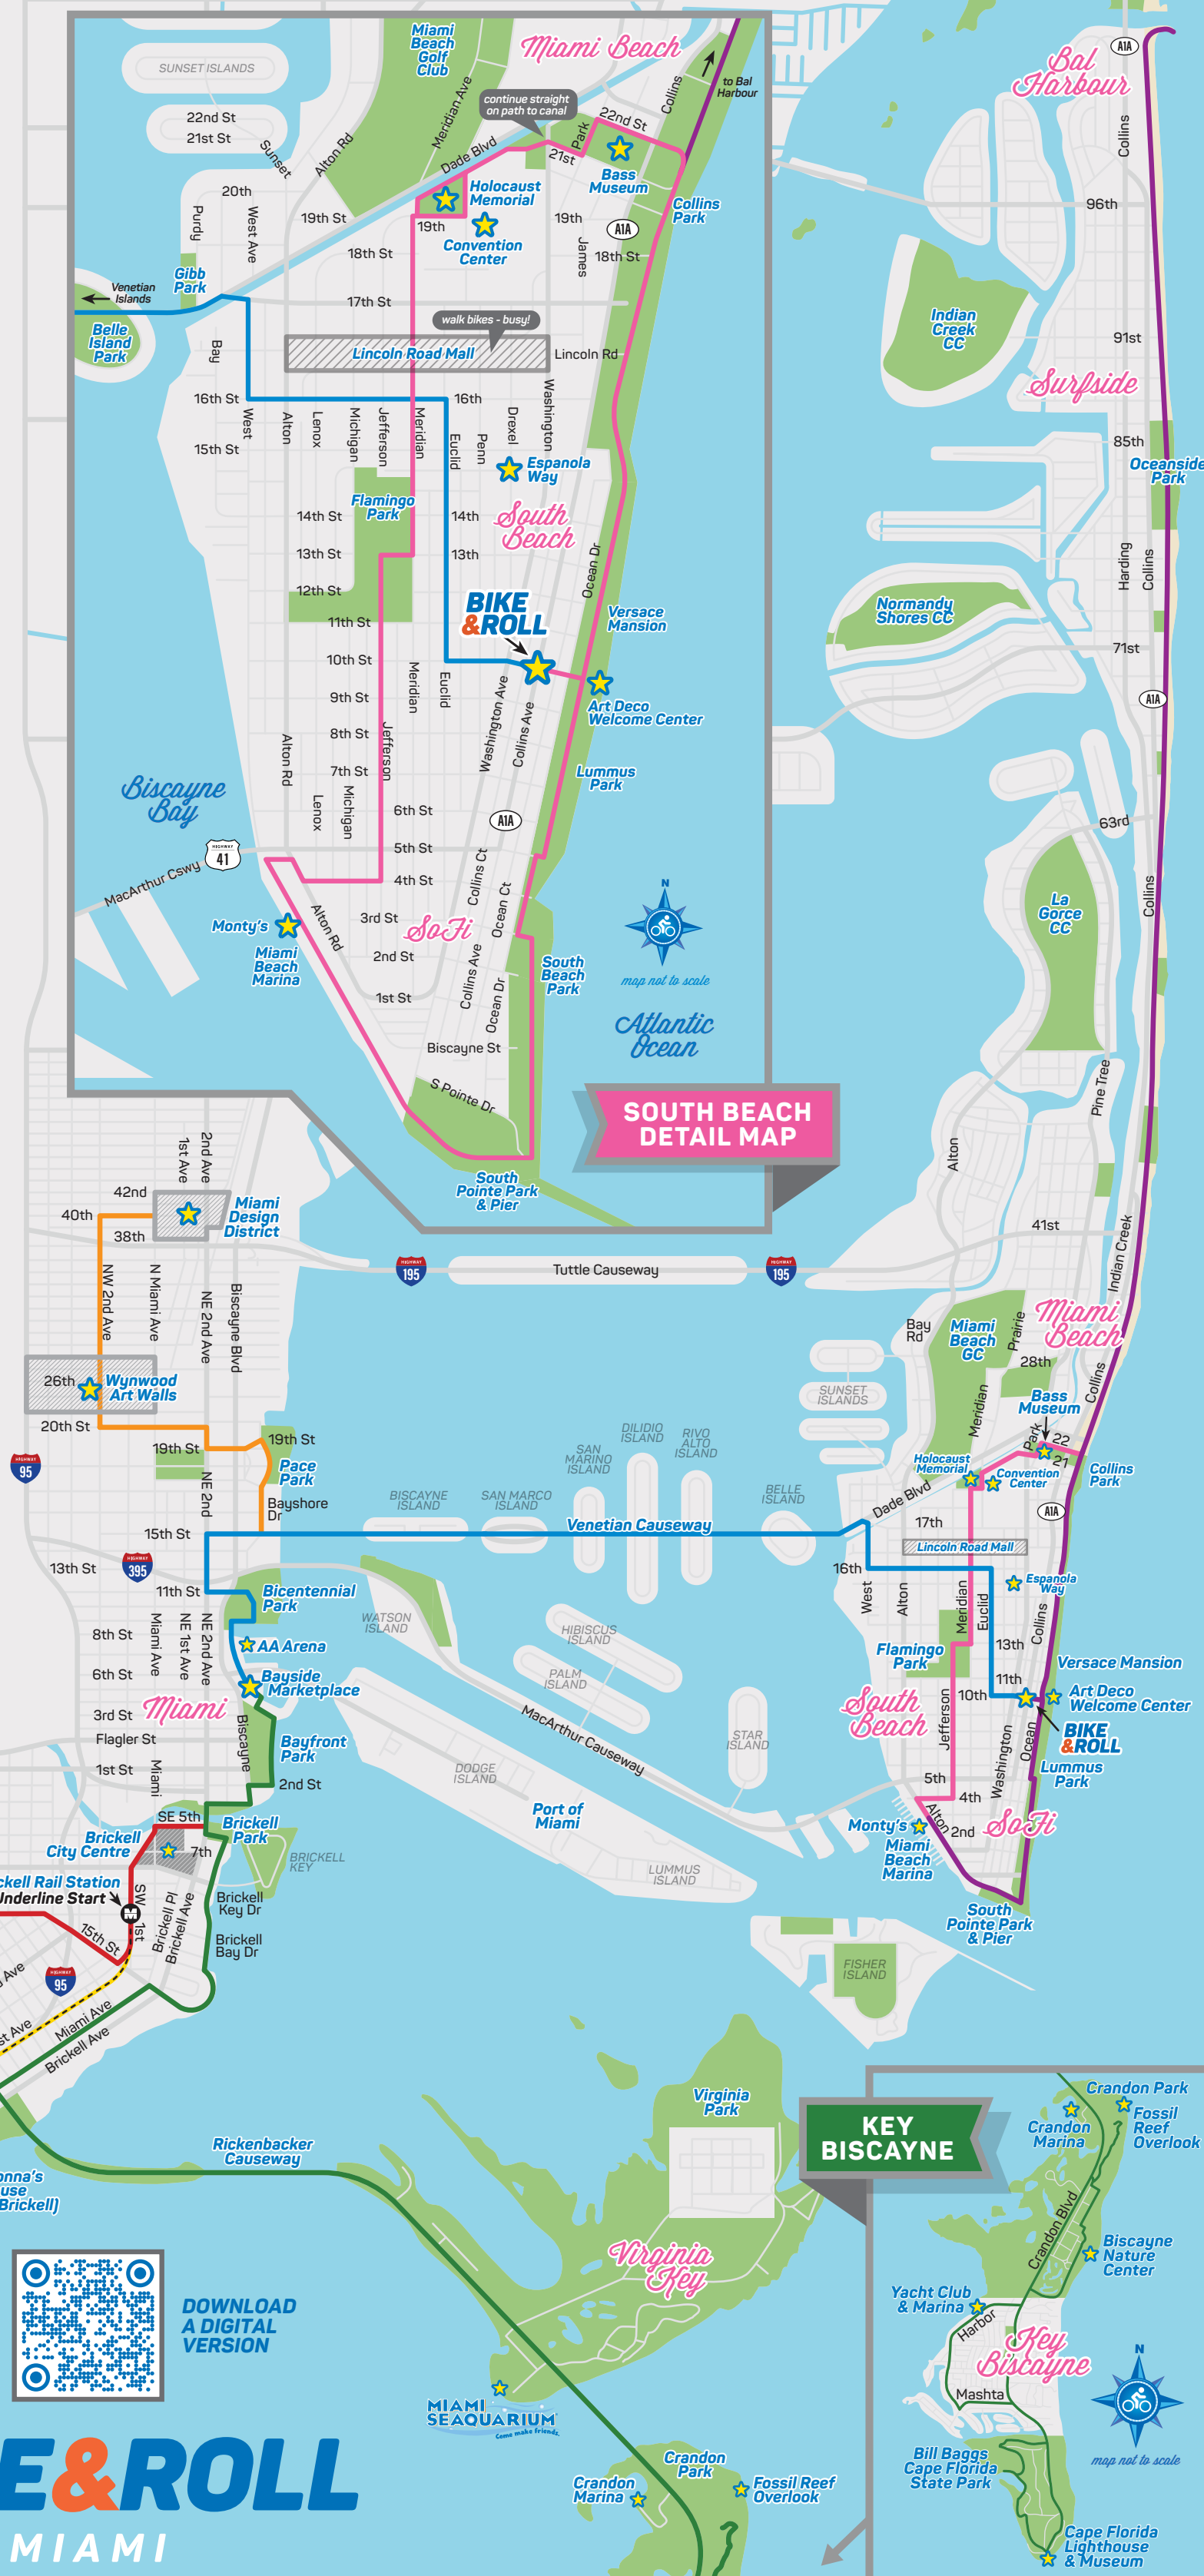 SUNSET ISLANDS
22nd St
21st St
Sunset
Alton Rd
Miami
Beach
Golf
Club
Meridian Ave
Miami Beach
continue straight
on path to canal
Dade Blvd
Park
21st
22nd St
Collins
to Bal
Harbour
Bass
Museum
Collins
Park
20th
Purdy
West Ave
19th St
18th St
19th
Holocaust
Memorial
Convention
Center
19th
James
A1A
18th St
Gibb
Park
Venetian
Islands
Belle
Island
Park
17th St
walk bikes - busy!
Lincoln Road Mall
Lincoln Rd
Bay
16th St
West
Alton
Lenox
Michigan
Jefferson
Meridian
16th
Euclid
Penn
Drexel
Washington
15th St
Espanola
Way
Flamingo
Park
14th St
14th
South
Beach
13th St
13th
12th St
11th St
Ocean Dr
BIKE
&ROLL
Versace
Mansion
10th St
Meridian
Euclid
9th St
Art Deco
Welcome Center
Washington Ave
Collins Ave
8th St
Jefferson
Alton Rd
7th St
Lummus
Park
Lenox
Michigan
6th St
A1A
Biscayne
Bay
5th St
HIGHWAY
41
MacArthur Cswy
4th St
Collins Ct
Ocean Ct
Monty's
Alton Rd
3rd St
SoFi
Miami
Beach
Marina
2nd St
Collins Ave
Ocean Dr
South
Beach
Park
1st St
Biscayne St
S Pointe Dr
N
map not to scale
Atlantic
Ocean
SOUTH BEACH
DETAIL MAP
South
Pointe Park
& Pier
Bal
Harbour
A1A
Collins
96th
Indian
Creek
CC
91st
Surfside
85th
Oceanside
Park
Harding
Collins
Normandy
Shores CC
71st
A1A
63rd
La
Gorce
CC
Collins
Pine Tree
Alton
41st
Indian Creek
1st Ave
2nd Ave
42nd
40th
38th
Miami
Design
District
NW 2nd Ave
N Miami Ave
NE 2nd Ave
Biscayne Blvd
HIGHWAY
195
Tuttle Causeway
HIGHWAY
195
26th
Wynwood
Art Walls
20th St
19th St
19th St
HIGHWAY
95
NE 2nd
Pace
Park
Bayshore
Dr
15th St
13th St
HIGHWAY
395
11th St
Bicentennial
Park
Miami Ave
NE 1st Ave
NE 2nd Ave
8th St
AA Arena
6th St
Bayside
Marketplace
Miami
3rd St
Flagler St
Biscayne
Bayfront
Park
1st St
Miami
2nd St
SE 5th
Brickell
Park
Brickell
City Centre
7th
BRICKELL
KEY
ckell Rail Station
Underline Start
M
SW 1st
Brickell Pl
Brickell Ave
Brickell
Key Dr
Brickell
Bay Dr
15th St
HIGHWAY
95
Ave
st Ave
Miami Ave
Brickell Ave
BISCAYNE
ISLAND
SAN MARCO
ISLAND
SAN
MARINO
ISLAND
DILIDIO
ISLAND
RIVO
ALTO
ISLAND
BELLE
ISLAND
Venetian Causeway
WATSON
ISLAND
HIBISCUS
ISLAND
PALM
ISLAND
STAR
ISLAND
MacArthur Causeway
DODGE
ISLAND
Port of
Miami
LUMMUS
ISLAND
FISHER
ISLAND
Bay
Rd
Miami
Beach
GC
Prairie
Miami
Beach
28th
SUNSET
ISLANDS
Meridian
Collins
Bass
Museum
Park
22
21
Holocaust
Memorial
Convention
Center
Collins
Park
Dade Blvd
17th
A1A
Lincoln Road Mall
16th
West
Alton
Meridian
Euclid
Espanola
Way
Collins
Flamingo
Park
13th
11th
Versace Mansion
10th
Art Deco
Welcome Center
South
Beach
Jefferson
Washington
Ocean
BIKE
&ROLL
Lummus
Park
5th
4th
Monty's
Alton
2nd
SoFi
Miami
Beach
Marina
South
Pointe Park
& Pier
Rickenbacker
Causeway
onna's
use
Brickell)
Virginia
Park
Virginia
Key
MIAMI
SEAQUARIUM
Come make friends.
Crandon
Park
Crandon
Marina
Fossil Reef
Overlook
DOWNLOAD
A DIGITAL
VERSION
E&ROLL
MIAMI
KEY
BISCAYNE
Crandon Park
Crandon
Marina
Fossil
Reef
Overlook
Crandon Blvd
Biscayne
Nature
Center
Yacht Club
& Marina
Harbor
Key
Biscayne
Mashta
N
map not to scale
Bill Baggs
Cape Florida
State Park
Cape Florida
Lighthouse
& Museum